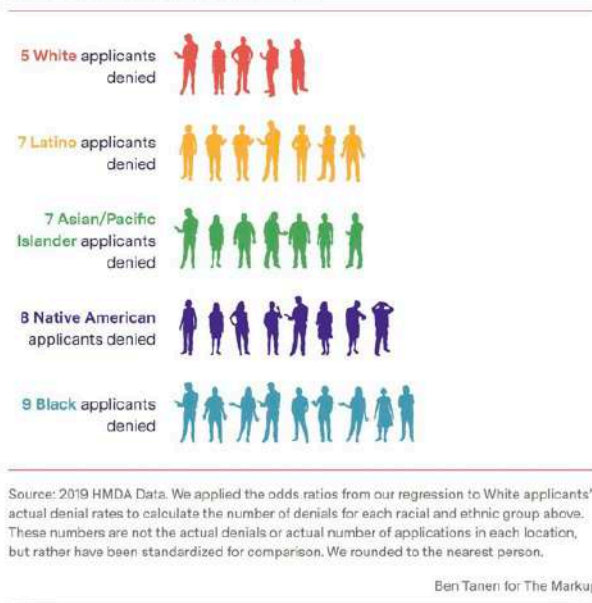 5 White applicants
denied
7 Latino applicants
denied
7 Asian/Pacific
Islander applicants
denied
8 Native American
applicants denied
9 Black applicants
denied
Source: 2019 HMDA Data. We applied the odds ratios from our regression to White applicants'
actual denial rates to calculate the number of denials for each racial and ethnic group above.
These numbers are not the actual denials or actual number of applications in each location,
but rather have been standardized for comparison. We rounded to the nearest person.
Ben Tanen for The Markup